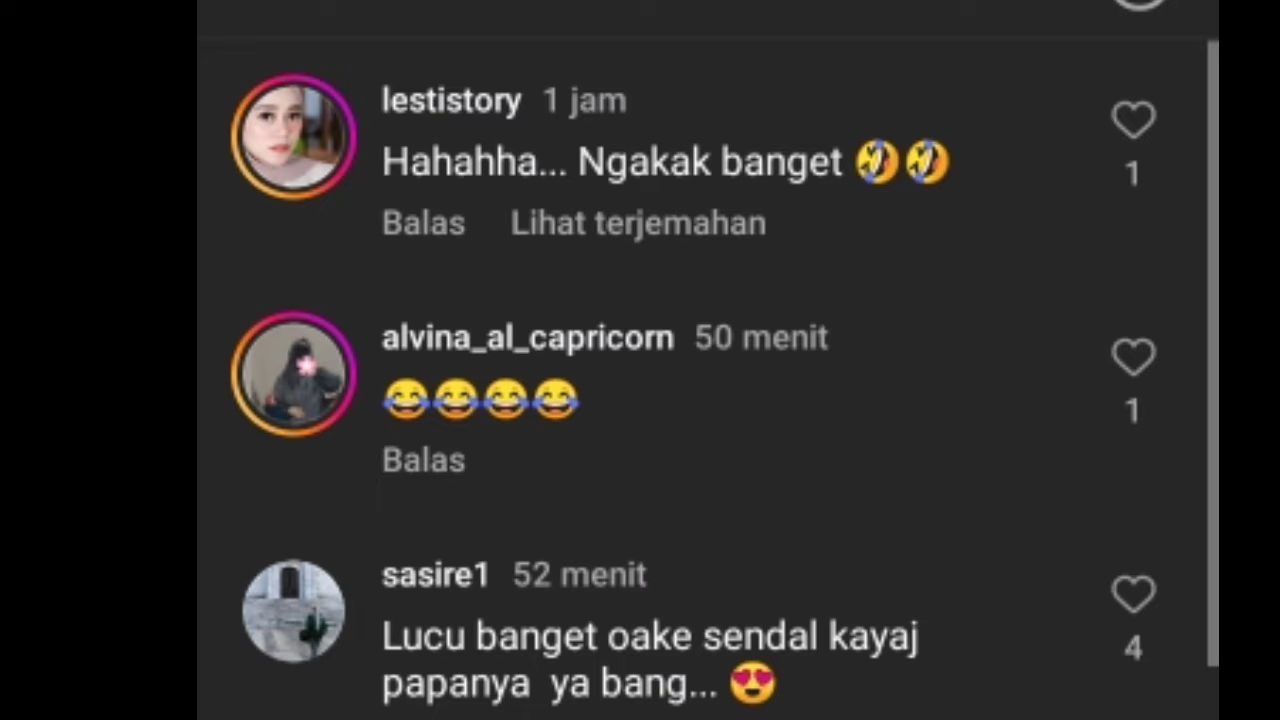 lestistory 1 jam
Hahahha... Ngakak banget 🤣🤣
1
Balas Lihat terjemahan
alvina_al_capricorn 50 menit
😂😂😂😂
1
Balas
sasire1 52 menit
Lucu banget oake sendal kayaj
4
papanya ya bang... 😍